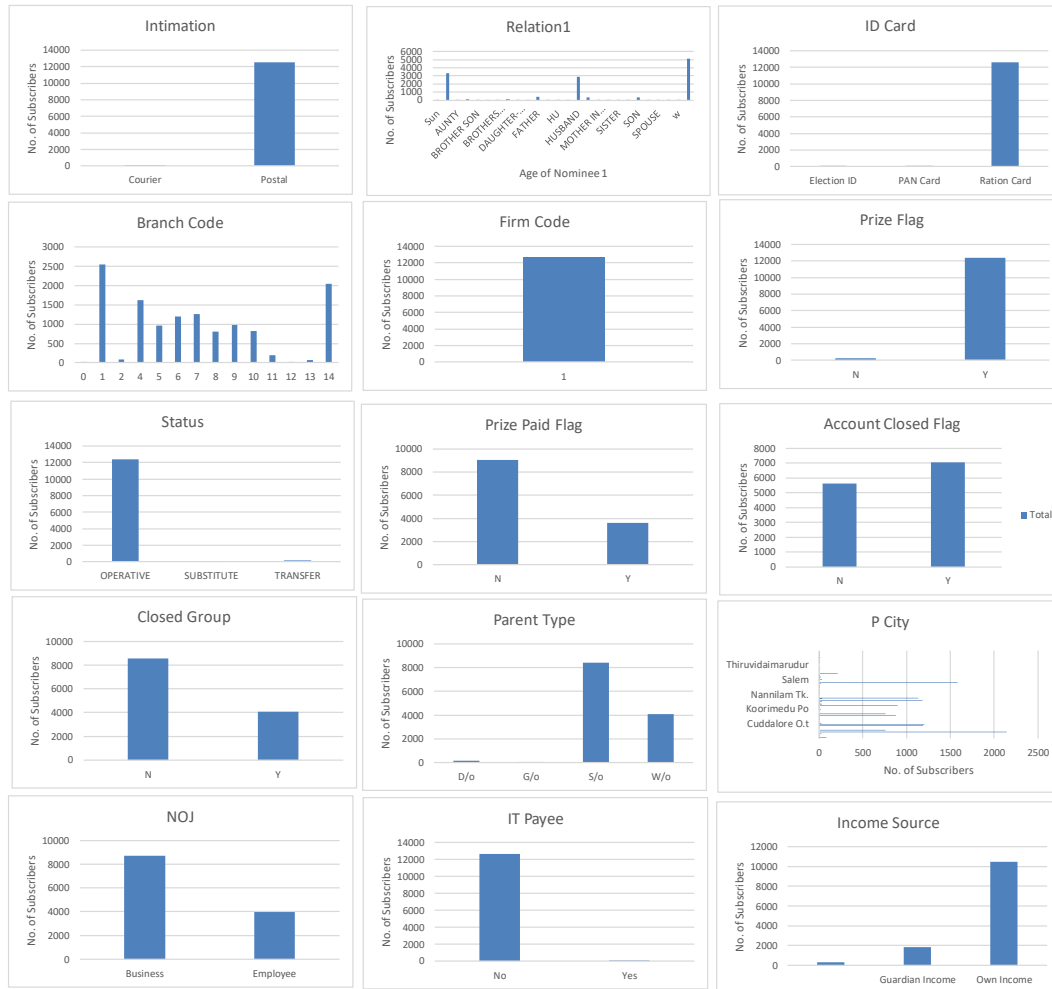 Intimation
No. of Subscribers
14000
12000
10000
8000
6000
4000
2000
0
Courier Postal
Relation1
No. of Subscribers
6000
5000
4000
3000
2000
1000
0
Sun AUNTY BROTHER SON BROTHERS... DAUGHTER-... FATHER HU HUSBAND MOTHER IN... SISTER SON SPOUSE w
Age of Nominee 1
ID Card
No. of Subscribers
14000
12000
10000
8000
6000
4000
2000
0
Election ID PAN Card Ration Card
Branch Code
No. of Subscribers
3000
2500
2000
1500
1000
500
0
0 1 2 4 5 6 7 8 9 10 11 12 13 14
Firm Code
No. of Subscribers
14000
12000
10000
8000
6000
4000
2000
0
1
Prize Flag
No. of Subscribers
14000
12000
10000
8000
6000
4000
2000
0
N Y
Status
No. of Subscribers
14000
12000
10000
8000
6000
4000
2000
0
OPERATIVE SUBSTITUTE TRANSFER
Prize Paid Flag
No. of Subscribers
10000
8000
6000
4000
2000
0
N Y
Account Closed Flag
No. of Subscribers
8000
7000
6000
5000
4000
3000
2000
1000
0
N Y
Total
Closed Group
No. of Subscribers
10000
8000
6000
4000
2000
0
N Y
Parent Type
No. of Subscribers
10000
8000
6000
4000
2000
0
D/o G/o S/o W/o
P City
Thiruvidaimarudur
Salem
Nannilam Tk.
Koorimedu Po
Cuddalore O.t
0 500 1000 1500 2000 2500
No. of Subscribers
NOJ
No. of Subscribers
10000
8000
6000
4000
2000
0
Business Employee
IT Payee
No. of Subscribers
14000
12000
10000
8000
6000
4000
2000
0
No Yes
Income Source
No. of Subscribers
12000
10000
8000
6000
4000
2000
0
Guardian Income Own Income